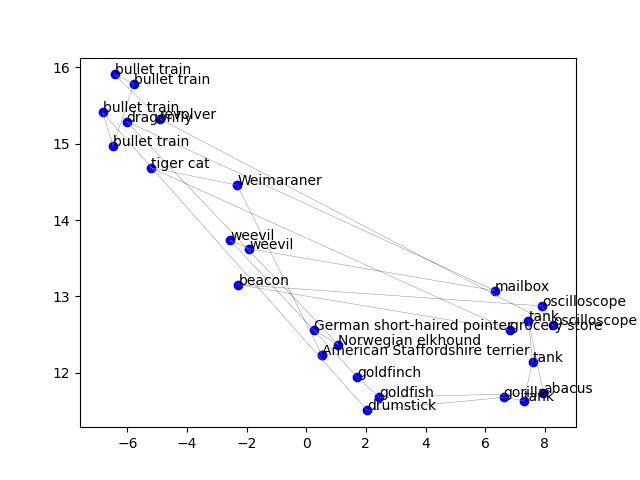 16
15
14
13
12
−6
−4
−2
0
2
4
6
8
bullet train
bullet train
bullet train
dragonfly
revolver
bullet train
tiger cat
Weimaraner
weevil
weevil
beacon
mailbox
oscilloscope
tank
oscilloscope
German short-haired pointer
grocery store
Norwegian elkhound
American Staffordshire terrier
tank
goldfinch
goldfish
gorilla
abacus
tank
drumstick